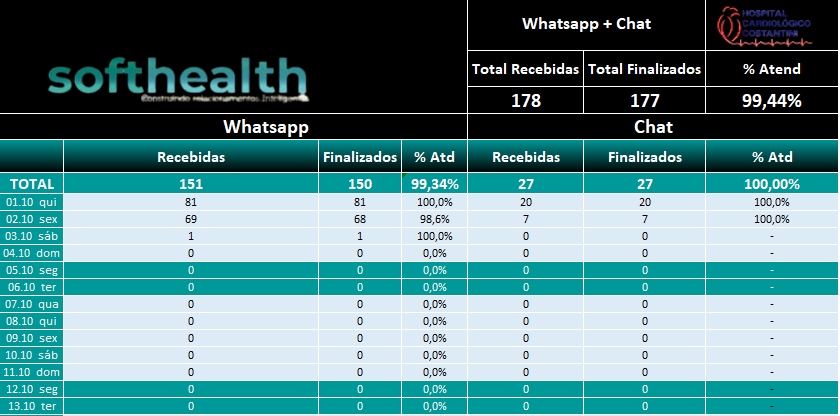 Whatsapp + Chat
HOSPITAL
CARDIOLÓGICO
COSTANTINI
softhealth
Construindo relacionamentos Inteligentes
Total Recebidas Total Finalizados % Atend
178 177 99,44%
Whatsapp Chat
Recebidas Finalizados % Atd Recebidas Finalizados % Atd
TOTAL 151 150 99,34% 27 27 100,00%
01.10 qui 81 81 100,0% 20 20 100,0%
02.10 sex 69 68 98,6% 7 7 100,0%
03.10 sáb 1 1 100,0% 0 0 -
04.10 dom 0 0 0,0% 0 0 -
05.10 seg 0 0 0,0% 0 0 -
06.10 ter 0 0 0,0% 0 0 -
07.10 qua 0 0 0,0% 0 0 -
08.10 qui 0 0 0,0% 0 0 -
09.10 sex 0 0 0,0% 0 0 -
10.10 sáb 0 0 0,0% 0 0 -
11.10 dom 0 0 0,0% 0 0 -
12.10 seg 0 0 0,0% 0 0 -
13.10 ter 0 0 0,0% 0 0 -